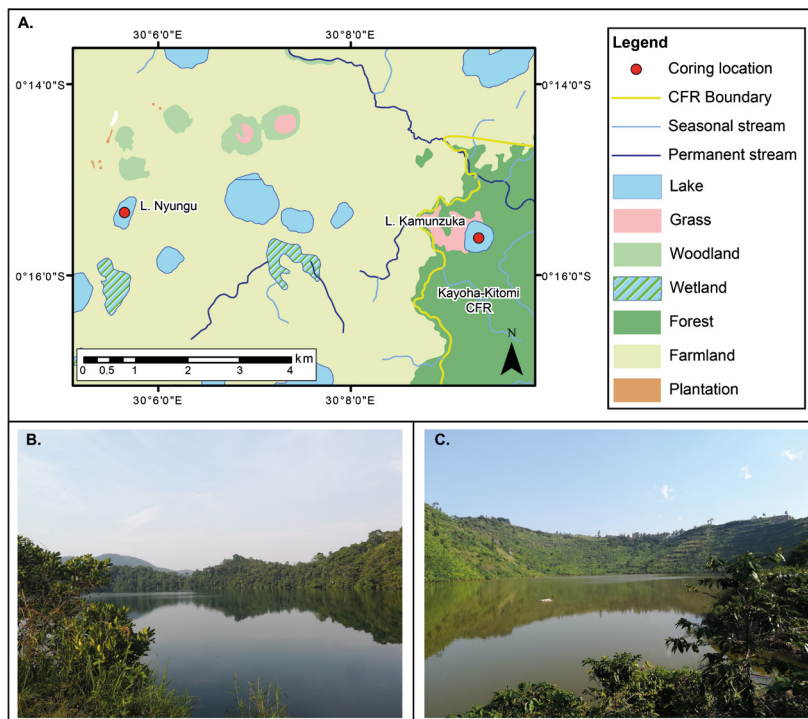 A.
30°6'0"E 30°8'0"E
0°14'0"S 0°14'0"S
L. Nyungu
L. Kamunzuka
0°16'0"S 0°16'0"S
Kayoha-Kitomi
CFR
N
km
0 0.5 1 2 3 4
30°6'0"E 30°8'0"E
Legend
Coring location
CFR Boundary
Seasonal stream
Permanent stream
Lake
Grass
Woodland
Wetland
Forest
Farmland
Plantation
B.
C.